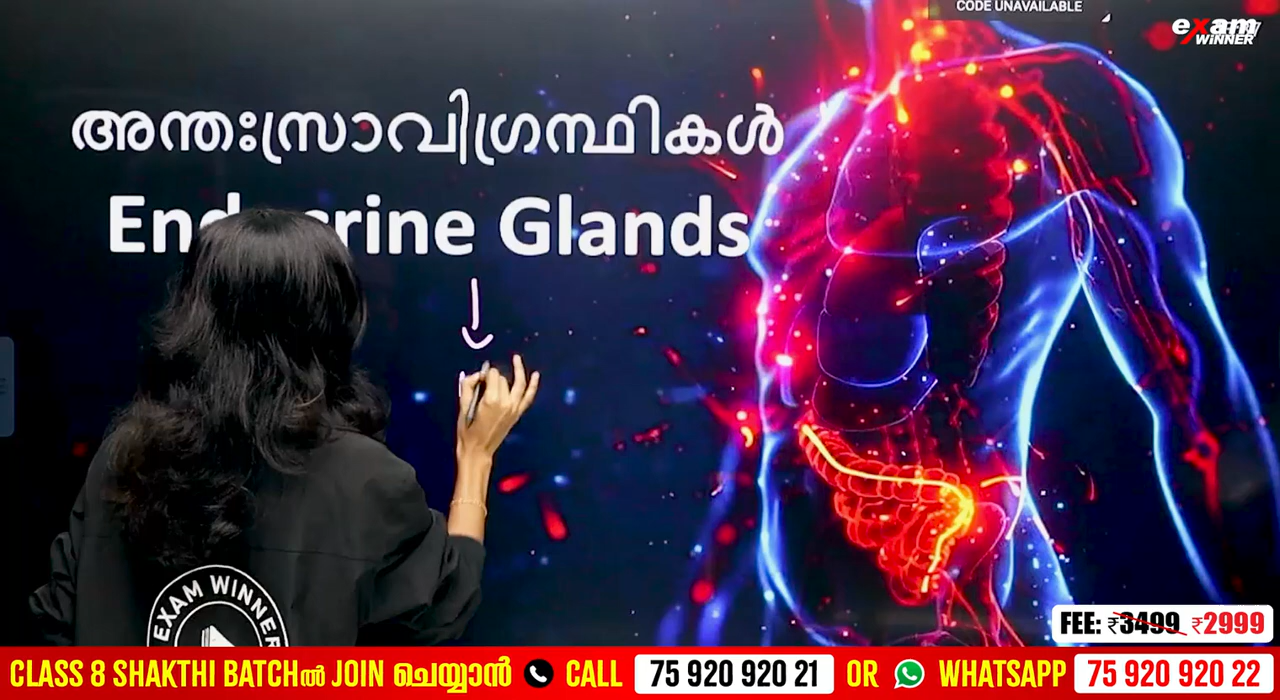 CODE UNAVAILABLE
exam
WiNNER
അന്തഃസ്രാവിഗ്രന്ഥികൾ
Endocrine Glands
EXAM WINNER
FEE: ₹3499 ₹2999
CLASS 8 SHAKTHI BATCHൽ JOIN ചെയ്യാൻ CALL 75 920 920 21 OR WHATSAPP 75 920 920 22